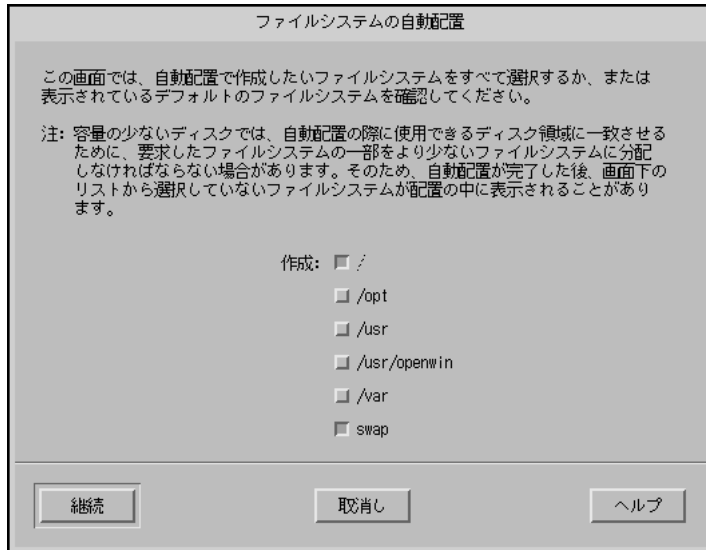 ファイルシステムの自動配置
この画面では、自動配置で作成したいファイルシステムをすべて選択するか、または
表示されているデフォルトのファイルシステムを確認してください。
注: 容量の少ないディスクでは、自動配置の際に使用できるディスク領域に一致させる
ために、要求したファイルシステムの一部をより少ないファイルシステムに分配
しなければならない場合があります。そのため、自動配置が完了した後、画面下の
リストから選択していないファイルシステムが配置の中に表示されることがあり
ます。
作成: /
/opt
/usr
/usr/openwin
/var
swap
継続 取消し ヘルプ